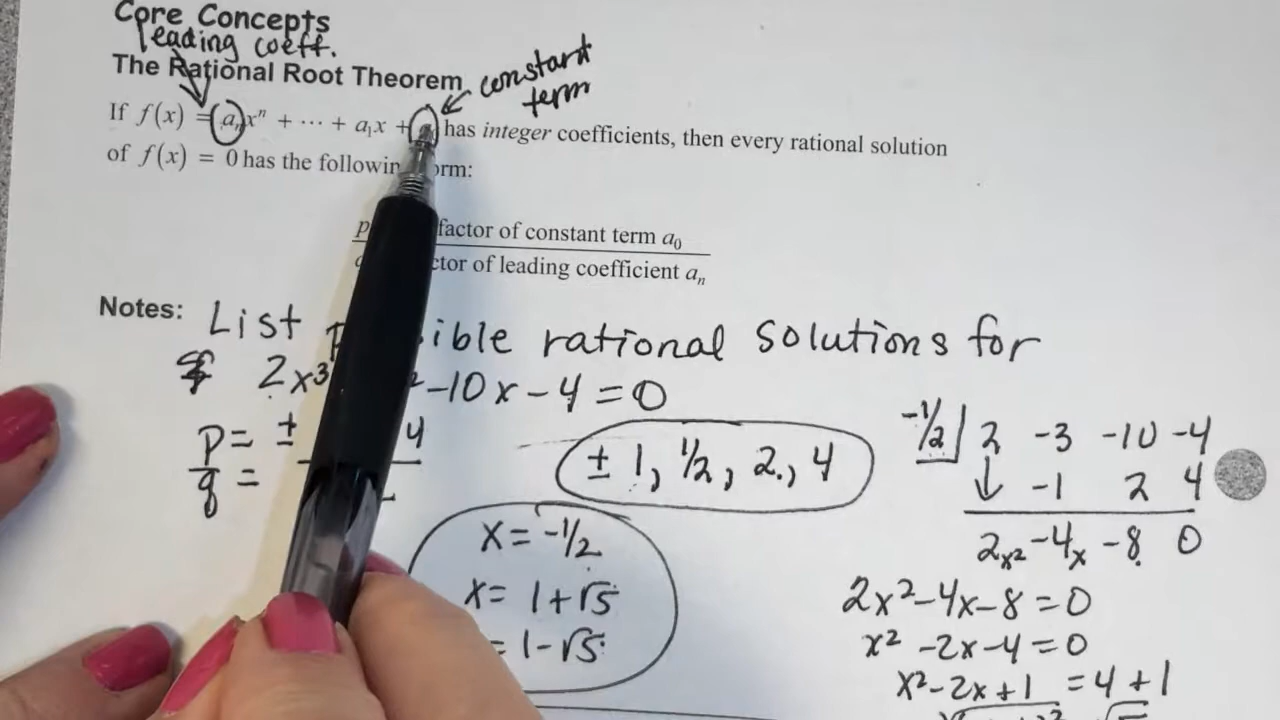 Core Concepts
leading coeff.
The Rational Root Theorem
constant
term
If f(x) = aₙxⁿ + ··· + a₁x + has integer coefficients, then every rational solution
of f(x) = 0 has the following form:
factor of constant term a₀
factor of leading coefficient aₙ
Notes: List possible rational solutions for
2x³ -10x - 4 = 0
p = ± 4
q =
± 1, ½, 2, 4
x = -½
x = 1+√5
= 1-√5
-½ | 2 -3 -10 -4
↓ -1 2 4
2x² -4x -8 0
2x²-4x-8 = 0
x² -2x-4 = 0
x²-2x+1 = 4+1